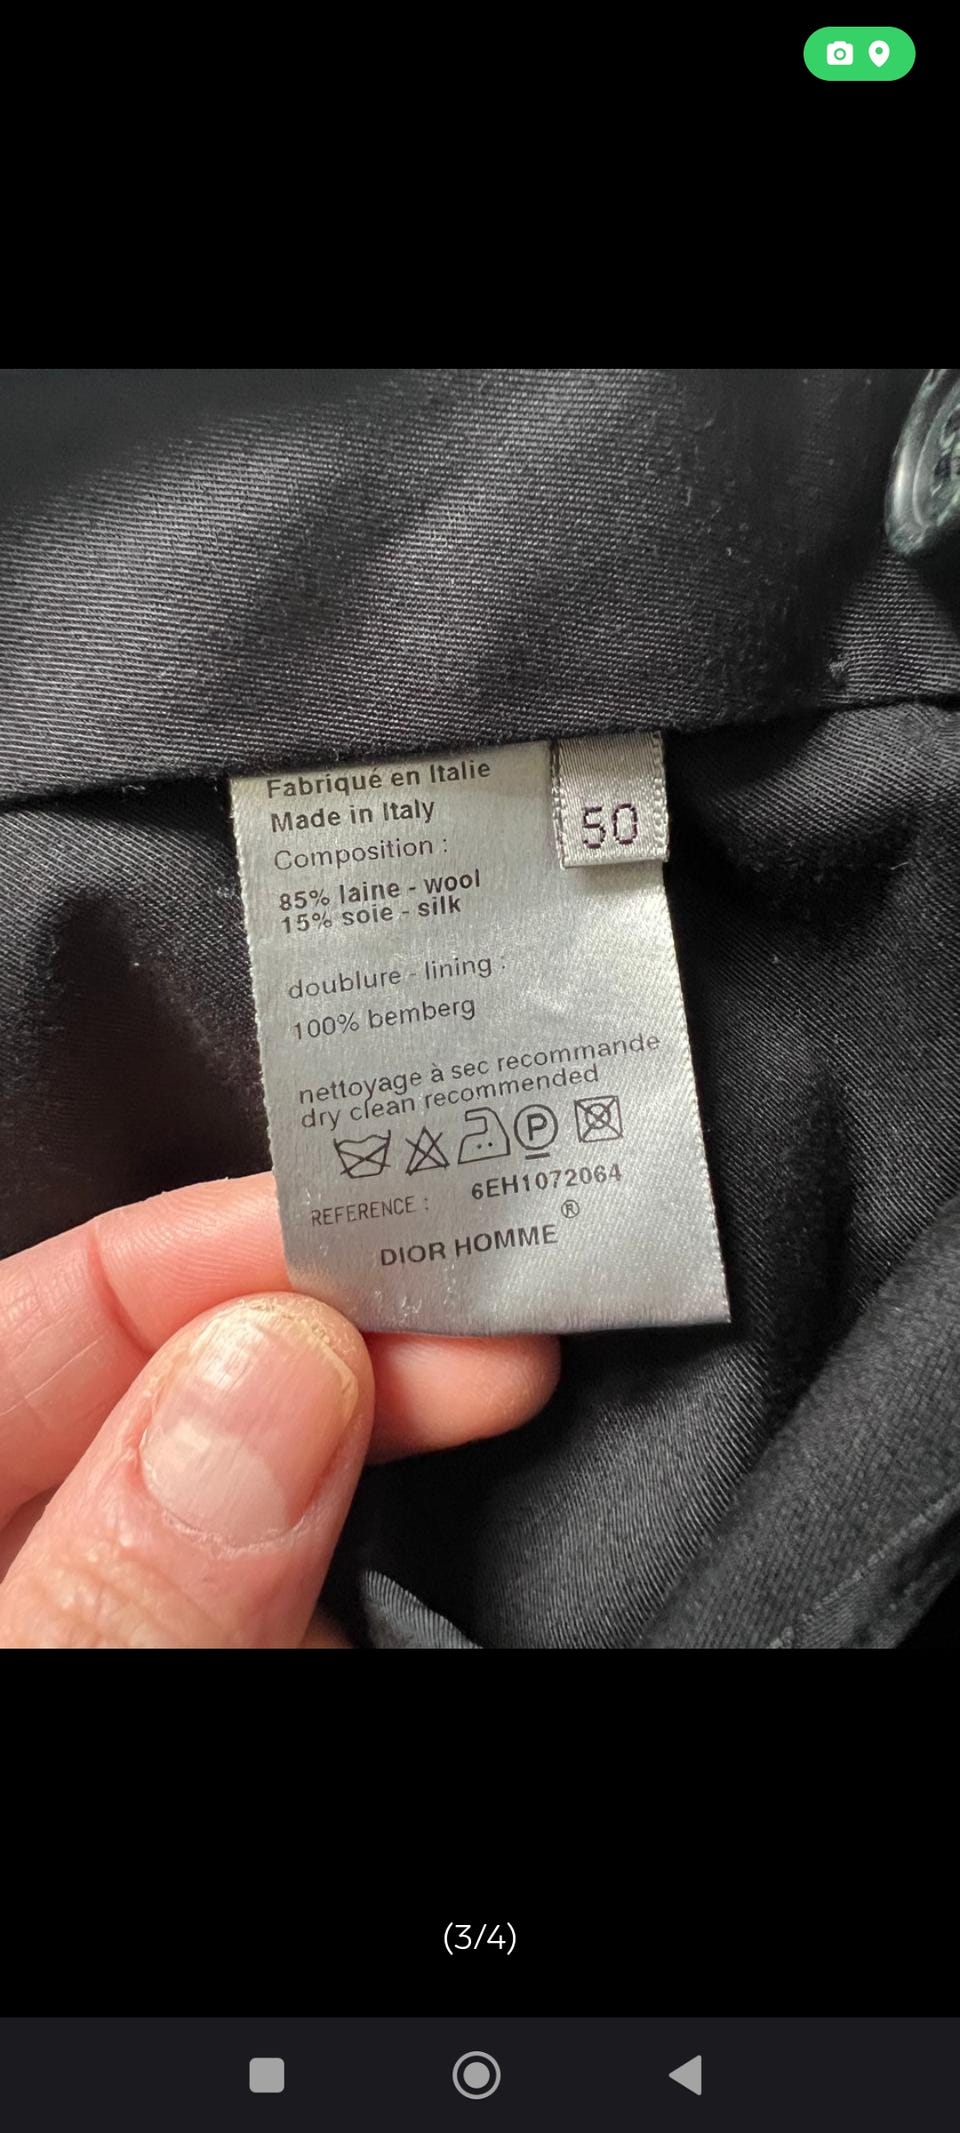 Fabriqué en Italie
Made in Italy
50
Composition :
85% laine - wool
15% soie - silk
doublure - lining :
100% bemberg
nettoyage à sec recommande
dry clean recommended
P
REFERENCE : 6EH1072064
DIOR HOMME ®
(3/4)